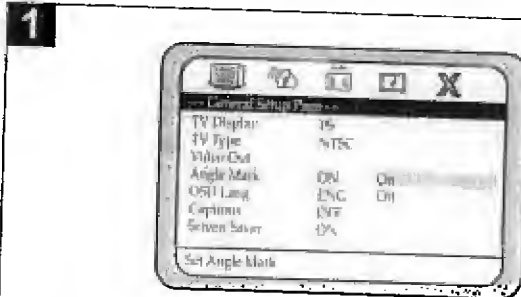 1
X
-- General Setup Page --
TV Display
TV Type NTSC
Video Out
Angle Mark ON On
OSD Lang ENG Off
Captions OFF
Screen Saver ON
Set Angle Mark